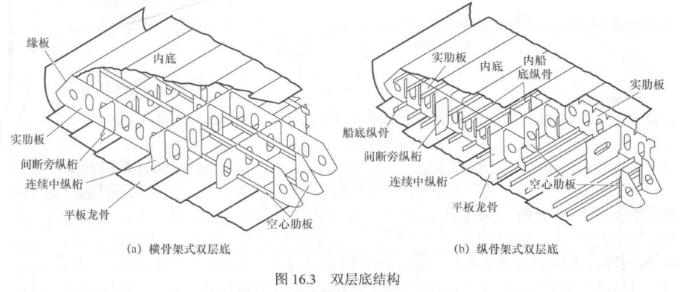 缘板
内底
实肋板
间断旁纵桁
连续中纵桁
平板龙骨
空心肋板
(a) 横骨架式双层底
实肋板
内底
内船
底纵骨
实肋板
船底纵骨
间断旁纵桁
连续中纵桁
平板龙骨
空心肋板
(b) 纵骨架式双层底
图 16.3 双层底结构